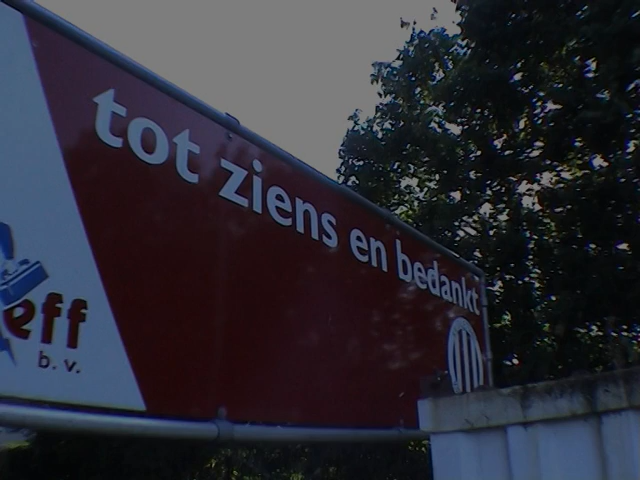 tot ziens en bedankt
eff
b.v.